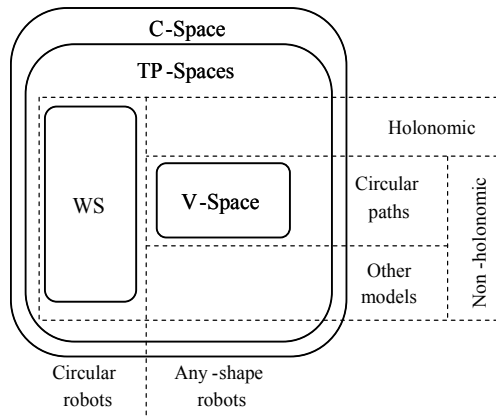 C-Space
TP -Spaces
Holonomic
WS
V -Space
Circular
paths
Other
models
Non -holonomic
Circular
robots
Any -shape
robots